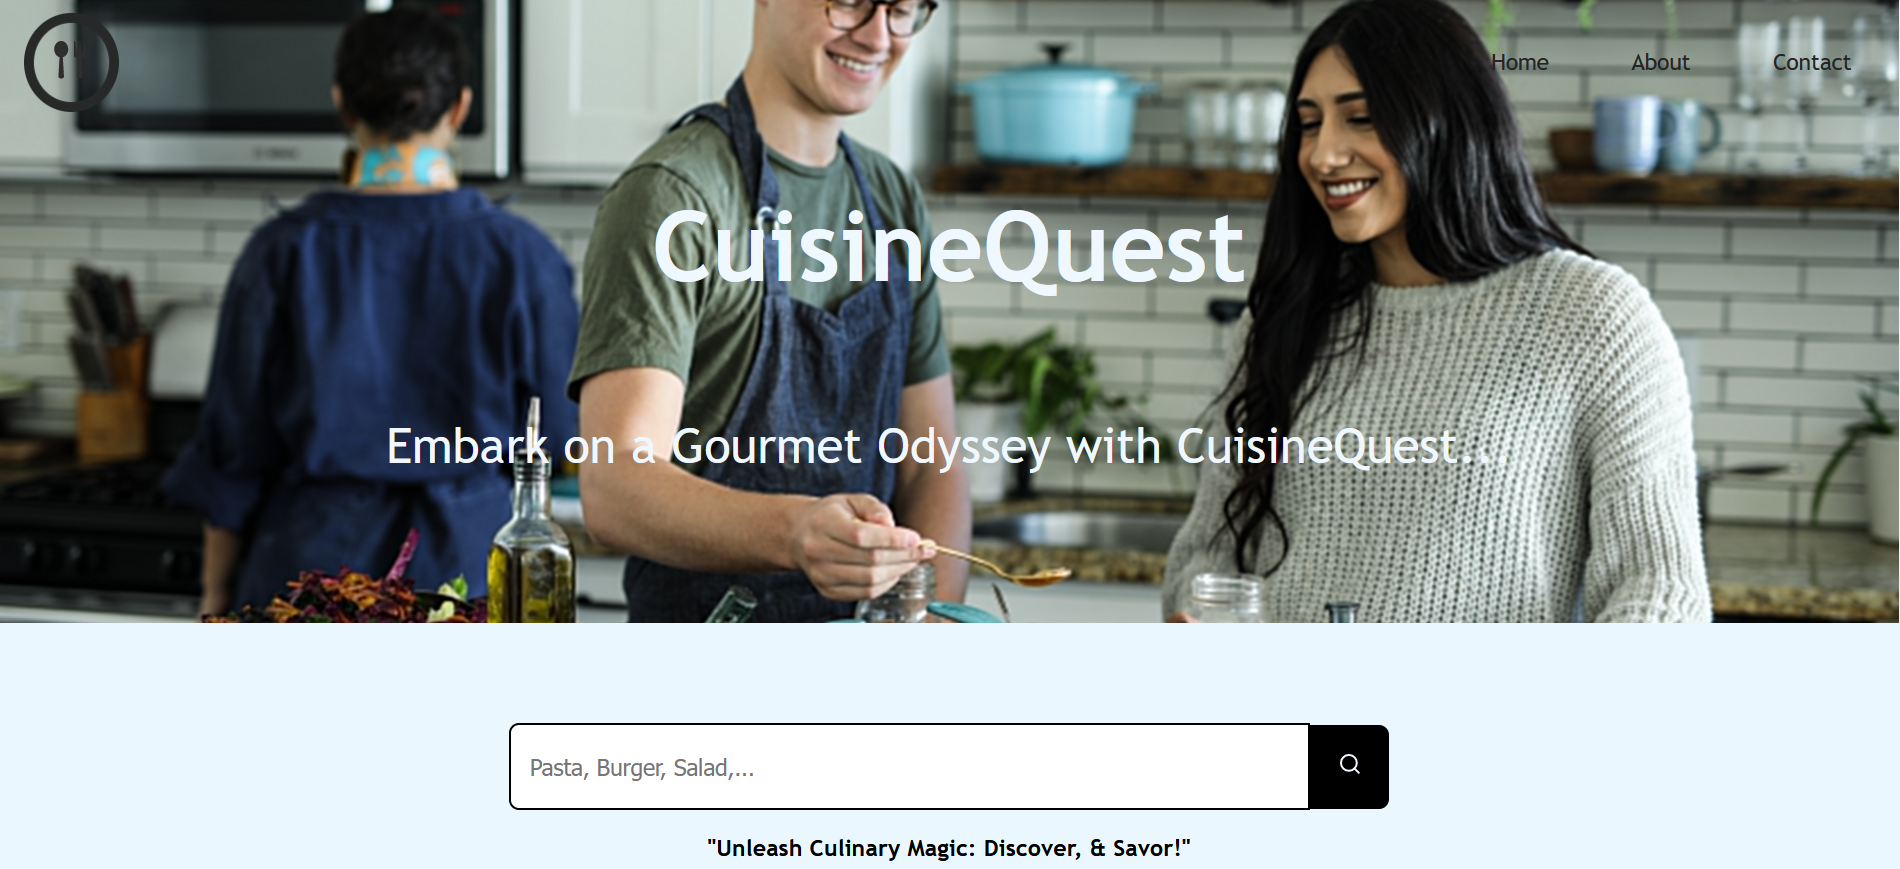 Home About Contact
CuisineQuest
Embark on a Gourmet Odyssey with CuisineQuest...
Pasta, Burger, Salad,...
"Unleash Culinary Magic: Discover, & Savor!"